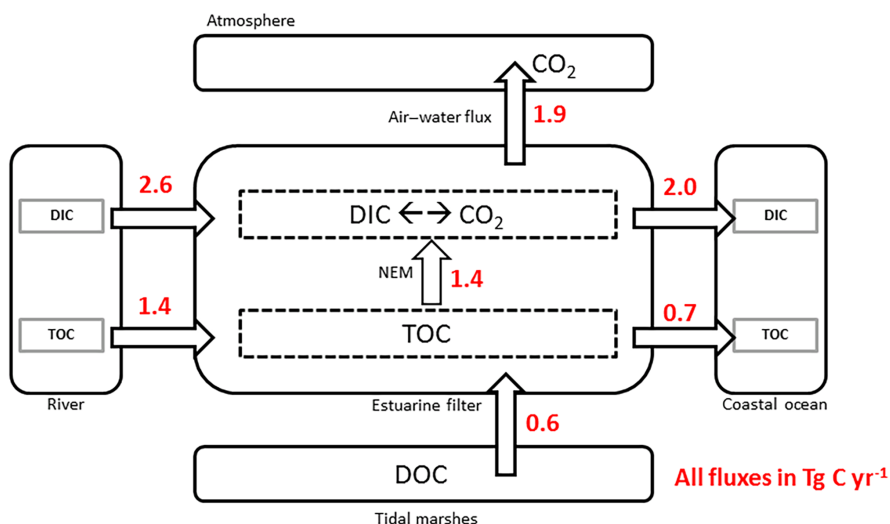 Atmosphere
CO2
Air–water flux
1.9
2.6
2.0
DIC
DIC CO2
DIC
NEM
1.4
1.4
0.7
TOC
TOC
TOC
River
Estuarine filter
Coastal ocean
0.6
DOC
All fluxes in Tg C yr-1
Tidal marshes